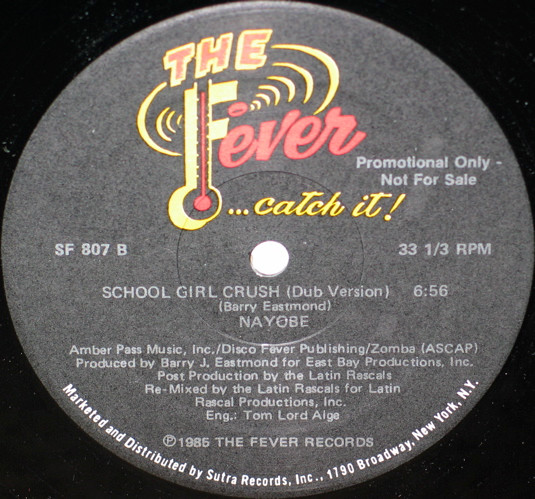 THE
Fever
...catch it!
Promotional Only -
Not For Sale
SF 807 B
33 1/3 RPM
SCHOOL GIRL CRUSH (Dub Version) 6:56
(Barry Eastmond)
NAYOBE
Amber Pass Music, Inc./Disco Fever Publishing/Zomba (ASCAP)
Produced by Barry J. Eastmond for East Bay Productions, Inc.
Post Production by the Latin Rascals
Re-Mixed by the Latin Rascals for Latin
Rascal Productions, Inc.
Eng.: Tom Lord Alge
℗1985 THE FEVER RECORDS
Marketed and Distributed by Sutra Records, Inc., 1790 Broadway, New York, N.Y.